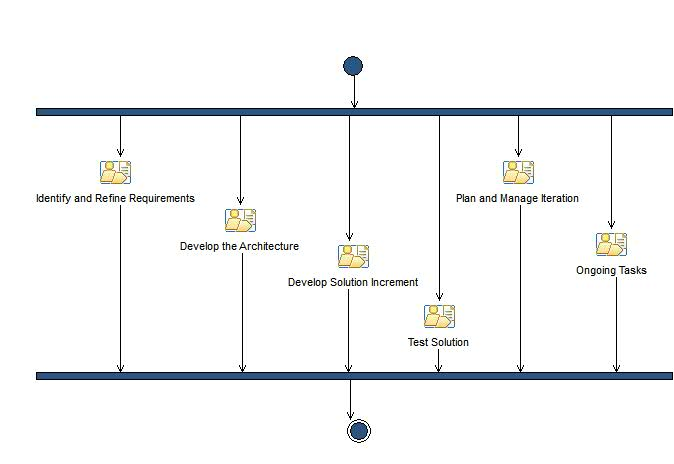 Identify and Refine Requirements
Plan and Manage Iteration
Develop the Architecture
Ongoing Tasks
Develop Solution Increment
Test Solution